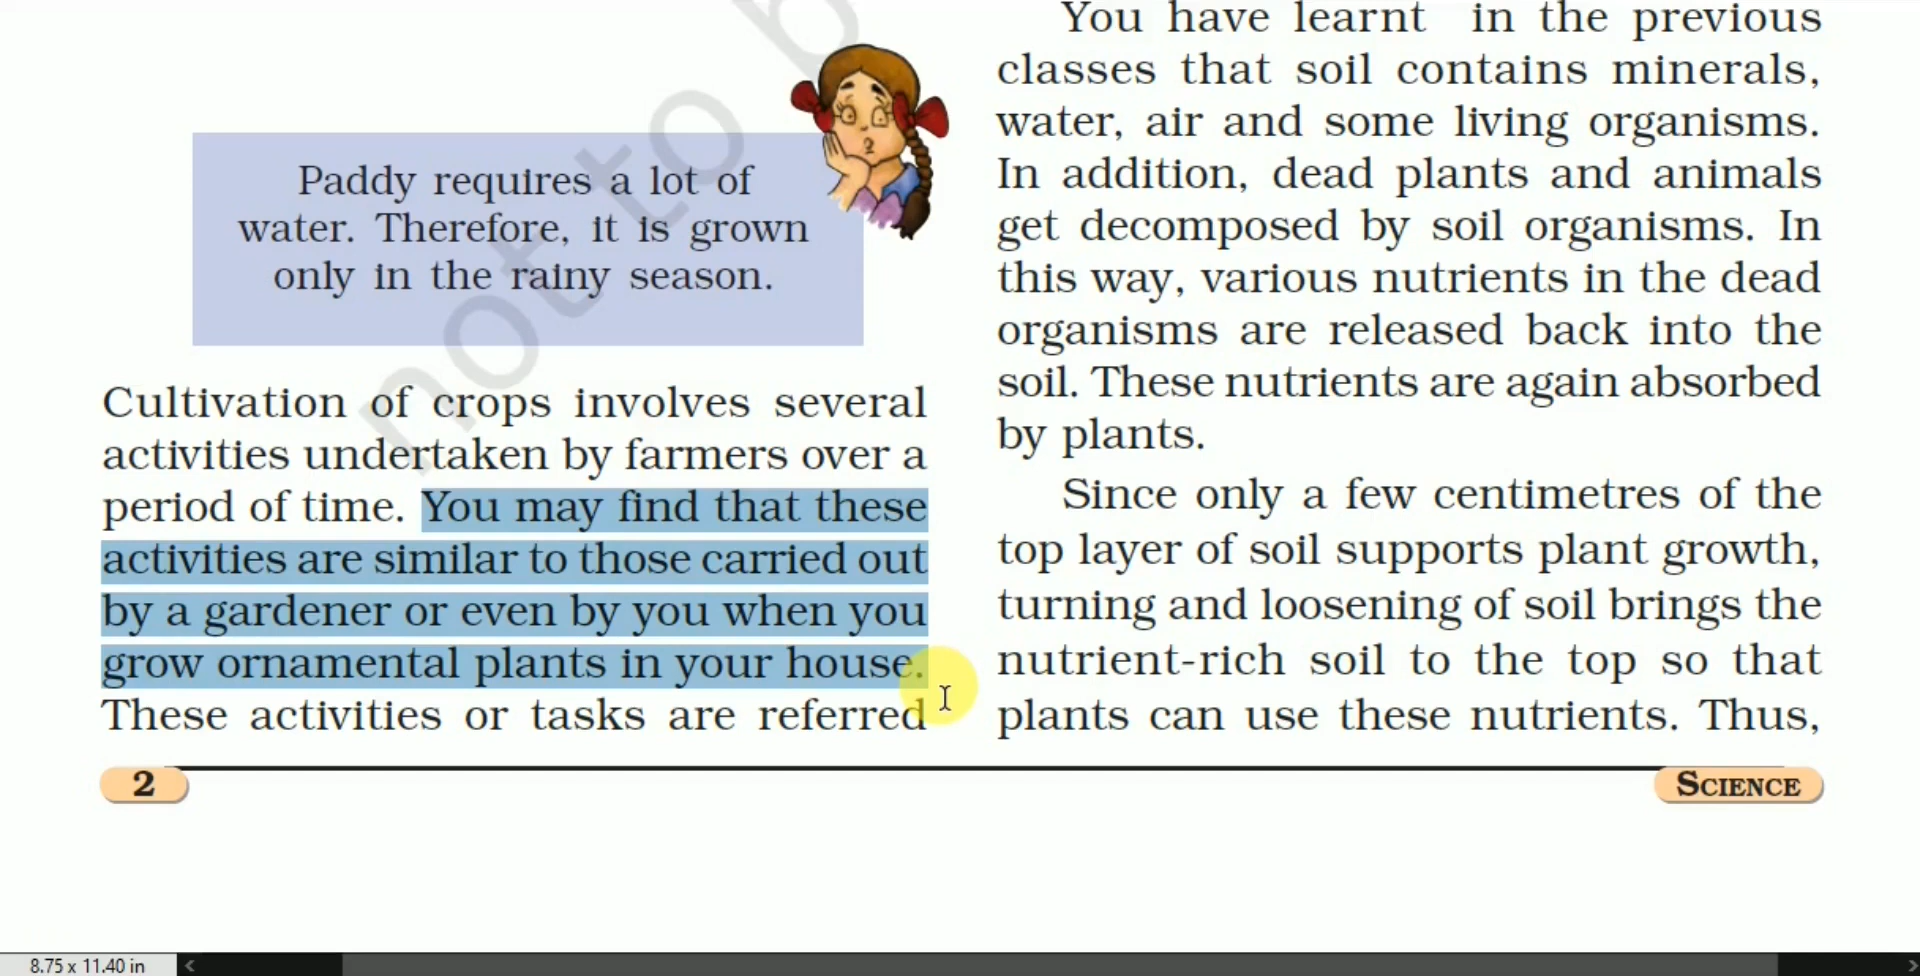 Paddy requires a lot of
water. Therefore, it is grown
only in the rainy season.
Cultivation of crops involves several
activities undertaken by farmers over a
period of time. You may find that these
activities are similar to those carried out
by a gardener or even by you when you
grow ornamental plants in your house.
These activities or tasks are referred
You have learnt in the previous
classes that soil contains minerals,
water, air and some living organisms.
In addition, dead plants and animals
get decomposed by soil organisms. In
this way, various nutrients in the dead
organisms are released back into the
soil. These nutrients are again absorbed
by plants.
Since only a few centimetres of the
top layer of soil supports plant growth,
turning and loosening of soil brings the
nutrient-rich soil to the top so that
plants can use these nutrients. Thus,
2
SCIENCE
not to b
8.75 x 11.40 in